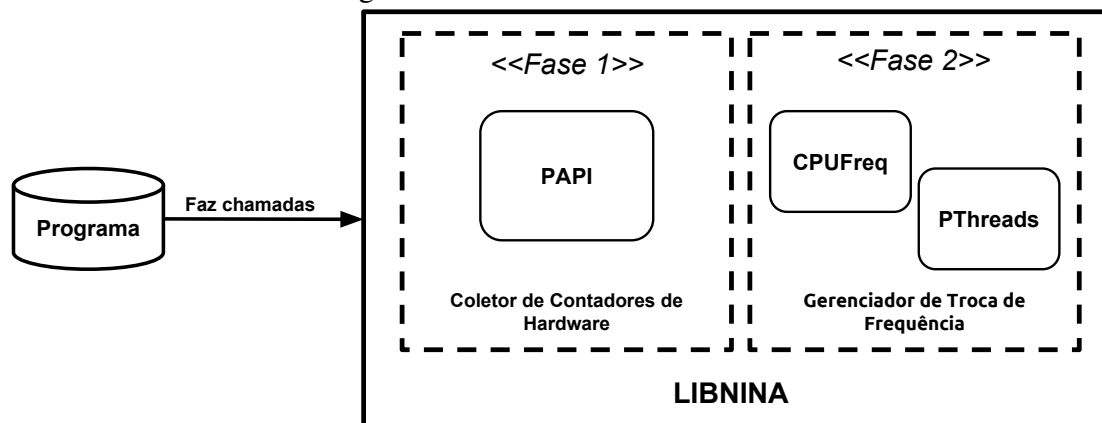 <<Fase 1>>
<<Fase 2>>
PAPI
CPUFreq
PThreads
Programa
Faz chamadas
Coletor de Contadores de
Hardware
Gerenciador de Troca de
Frequência
LIBNINA